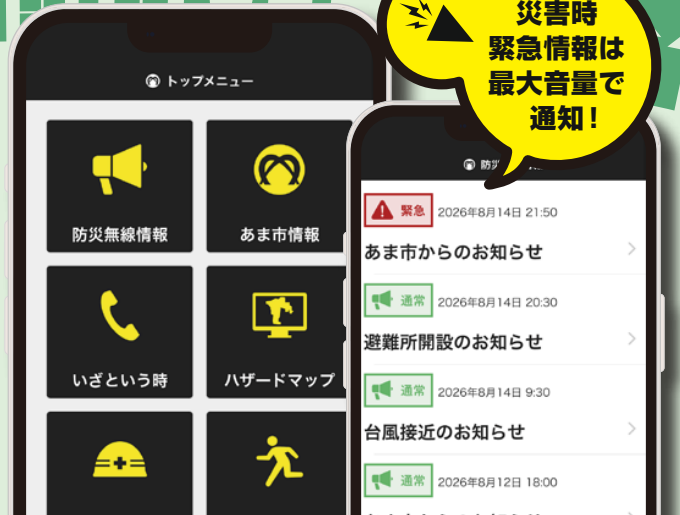 災害時
緊急情報は
最大音量で
通知!
トップメニュー
防災無線情報
あま市情報
いざという時
ハザードマップ
防災
緊急 2026年8月14日 21:50
あま市からのお知らせ
通常 2026年8月14日 20:30
避難所開設のお知らせ
通常 2026年8月14日 9:30
台風接近のお知らせ
通常 2026年8月12日 18:00